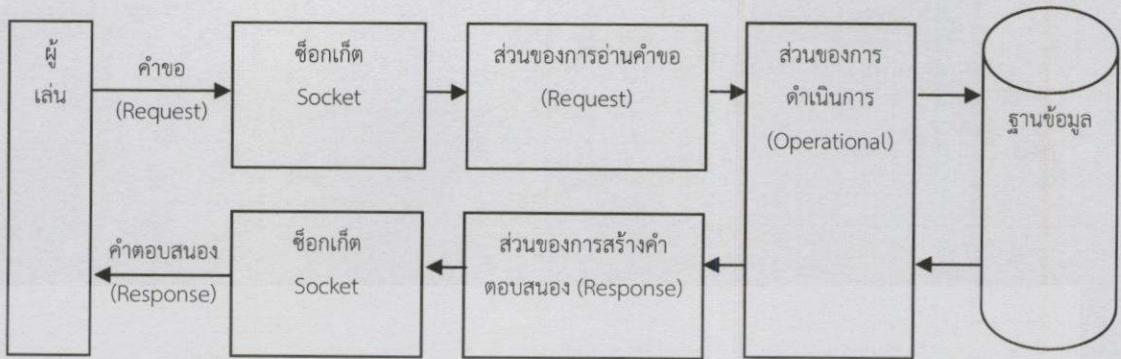 ผู้
เล่น
คำขอ
(Request)
ซ็อกเก็ต
Socket
ส่วนของการอ่านคำขอ
(Request)
ส่วนของการ
ดำเนินการ
(Operational)
ฐานข้อมูล
คำตอบสนอง
(Response)
ซ็อกเก็ต
Socket
ส่วนของการสร้างคำ
ตอบสนอง (Response)